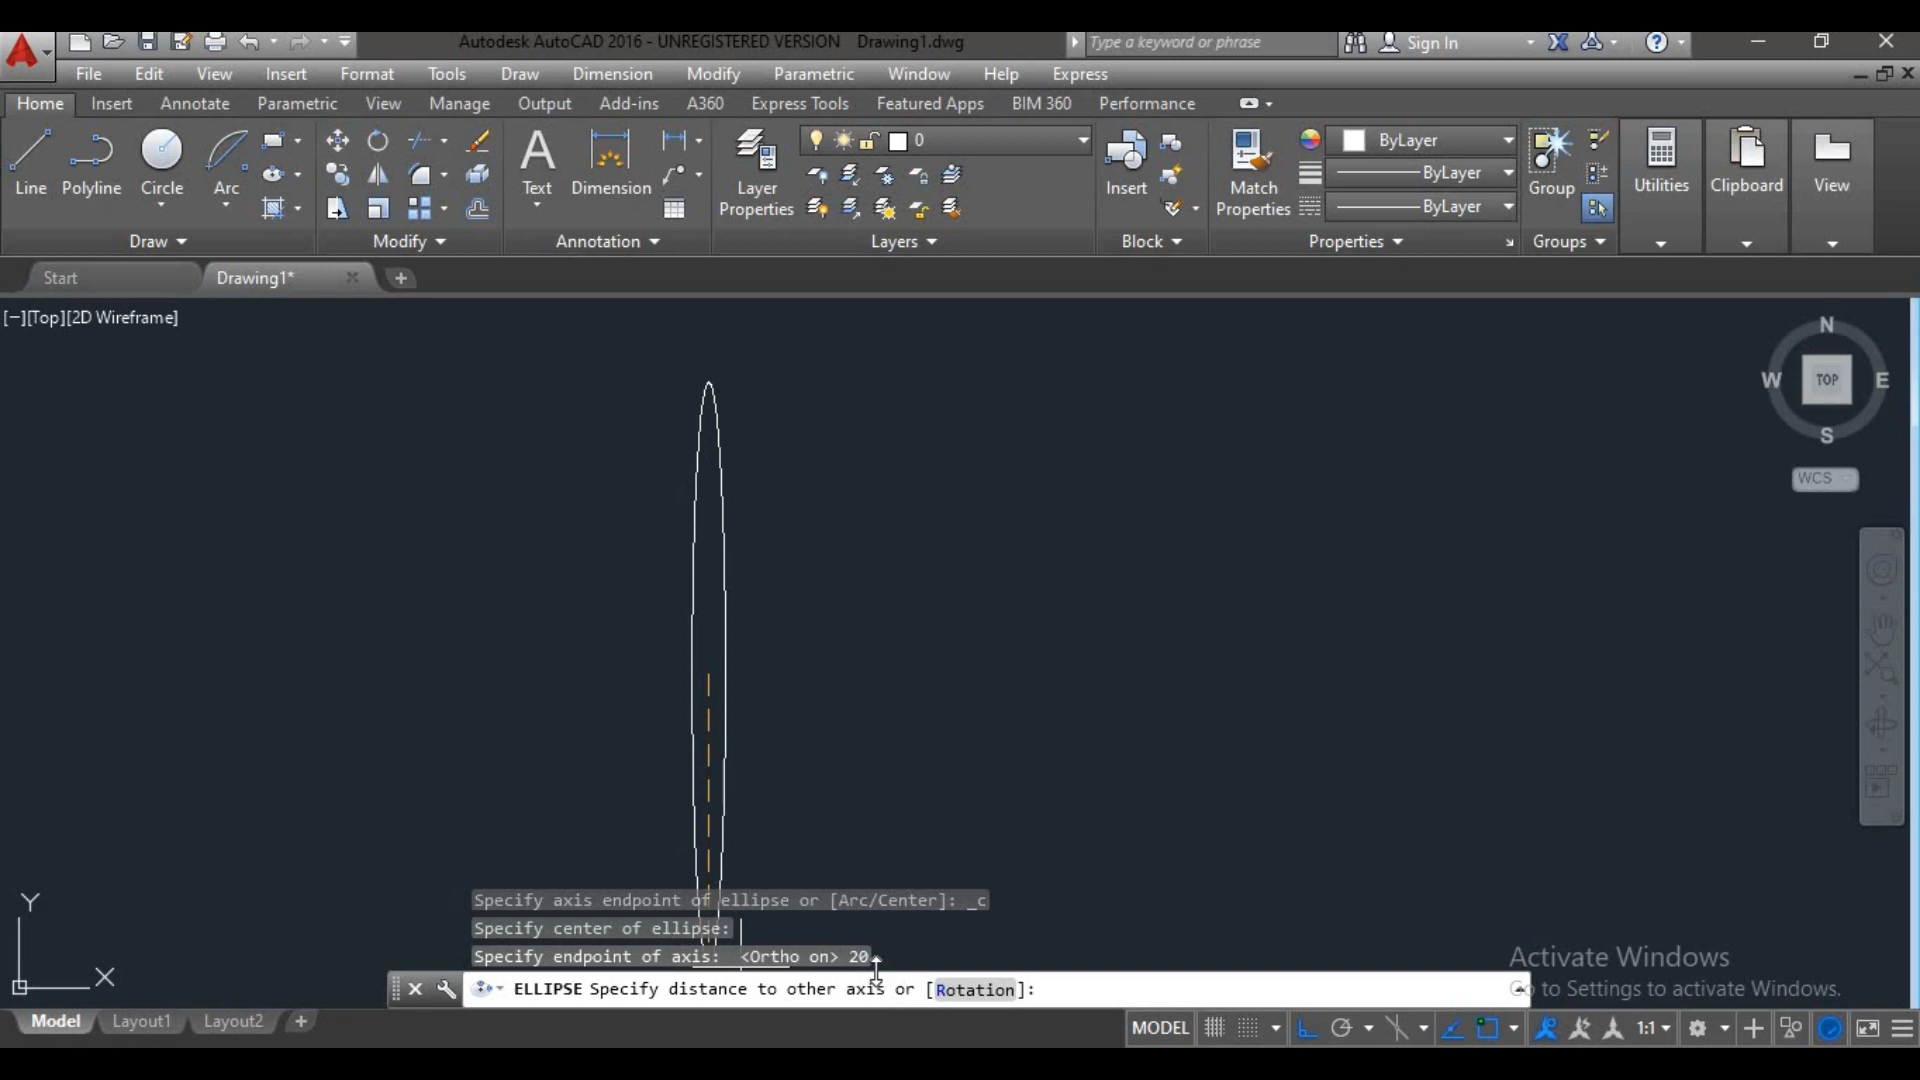 Autodesk AutoCAD 2016 - UNREGISTERED VERSION Drawing1.dwg
Type a keyword or phrase
Sign In
File Edit View Insert Format Tools Draw Dimension Modify Parametric Window Help Express
Home Insert Annotate Parametric View Manage Output Add-ins A360 Express Tools Featured Apps BIM 360 Performance
0
ByLayer
ByLayer
ByLayer
Line Polyline Circle Arc
Text Dimension
Layer Properties
Insert
Match Properties
Group
Utilities Clipboard View
Draw Modify Annotation Layers Block Properties Groups
Start Drawing1*
[−][Top][2D Wireframe]
N
W TOP E
S
WCS
Y
X
Specify axis endpoint of ellipse or [Arc/Center]: _c
Specify center of ellipse:
Specify endpoint of axis: <Ortho on> 20
ELLIPSE Specify distance to other axis or [Rotation]:
Activate Windows
Go to Settings to activate Windows.
Model Layout1 Layout2
MODEL 1:1